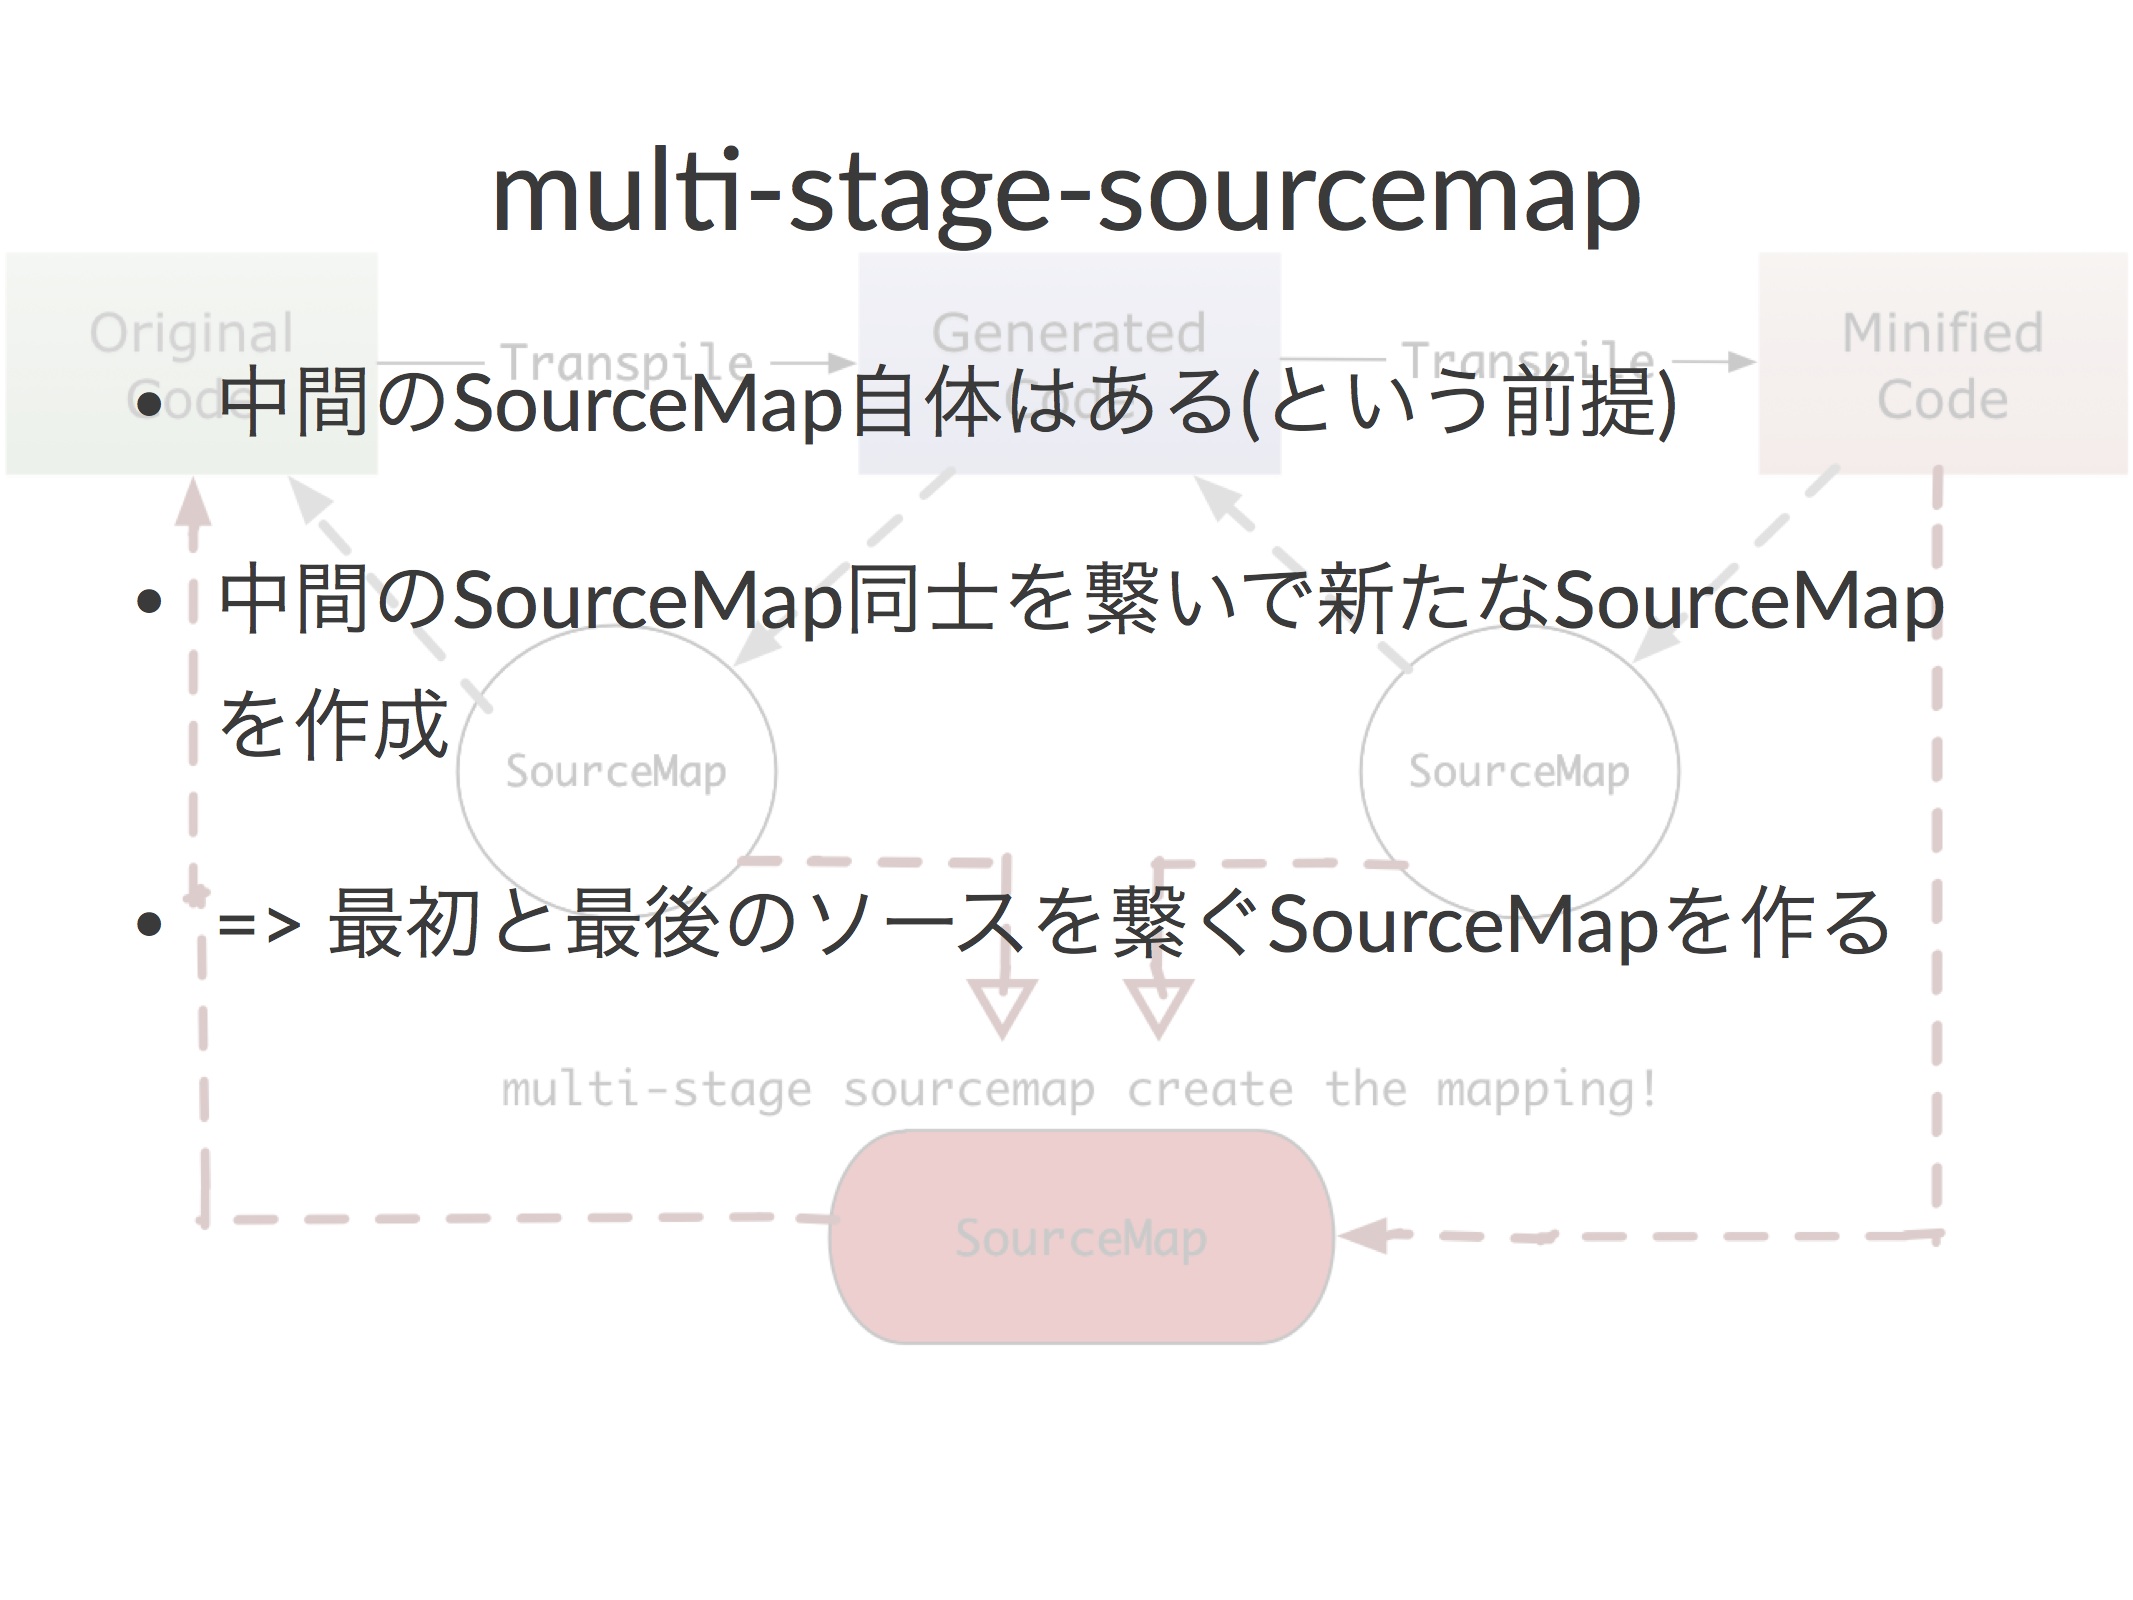 multi-stage-sourcemap
Original
Code
Transpile
Generated
Code
Transpile
Minified
Code
• 中間のSourceMap自体はある(という前提)
• 中間のSourceMap同士を繋いで新たなSourceMap
を作成
SourceMap
SourceMap
• => 最初と最後のソースを繋ぐSourceMapを作る
multi-stage sourcemap create the mapping!
SourceMap